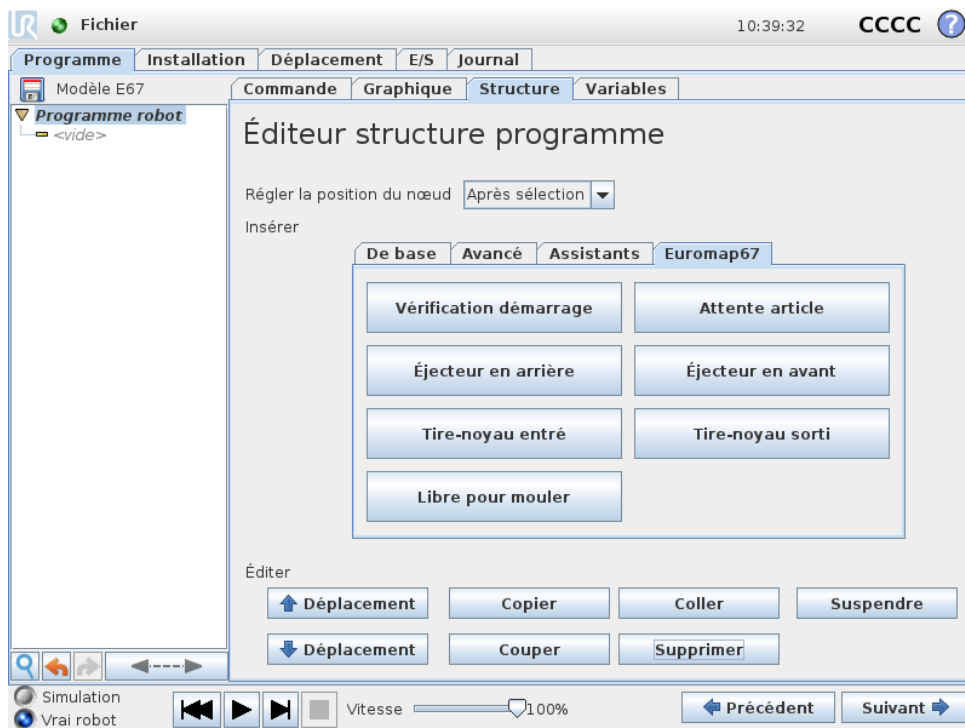 UR Fichier 10:39:32 CCCC ?
Programme Installation Déplacement E/S Journal
Modèle E67 Commande Graphique Structure Variables
Programme robot
<vide>
Éditeur structure programme
Régler la position du nœud Après sélection
Insérer
De base Avancé Assistants Euromap67
Vérification démarrage Attente article
Éjecteur en arrière Éjecteur en avant
Tire-noyau entré Tire-noyau sorti
Libre pour mouler
Éditer
Déplacement Copier Coller Suspendre
Déplacement Couper Supprimer
Simulation
Vrai robot
Vitesse 100% Précédent Suivant